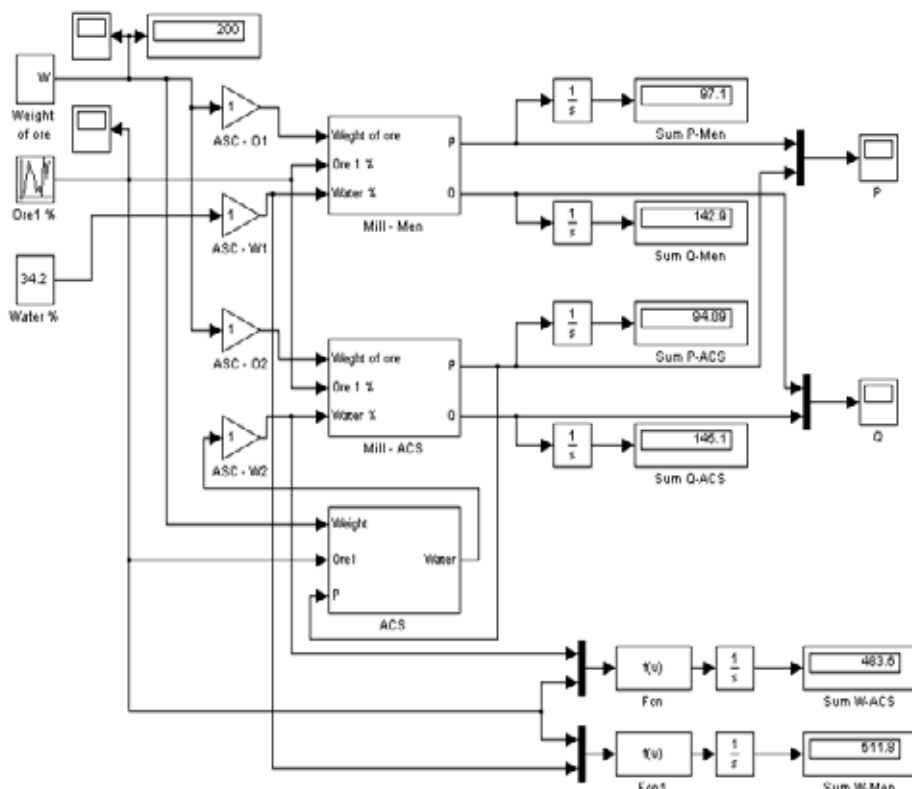 200
W
Weight
of ore
Ore1 %
34.2
Water %
1
ASC - O1
1
ASC - W1
1
ASC - O2
1
ASC - W2
Weght of ore
Ore 1 %
Water %
P
Q
Mill - Men
Weght of ore
Ore 1 %
Water %
P
Q
Mill - ACS
Weight
Ore1
P
Water
ACS
1
s
97.1
Sum P-Men
1
s
142.9
Sum Q-Men
1
s
94.09
Sum P-ACS
1
s
146.1
Sum Q-ACS
P
Q
f(u)
Fcn
1
s
483.6
Sum W-ACS
f(u)
Fcn1
1
s
511.8
Sum W-Men